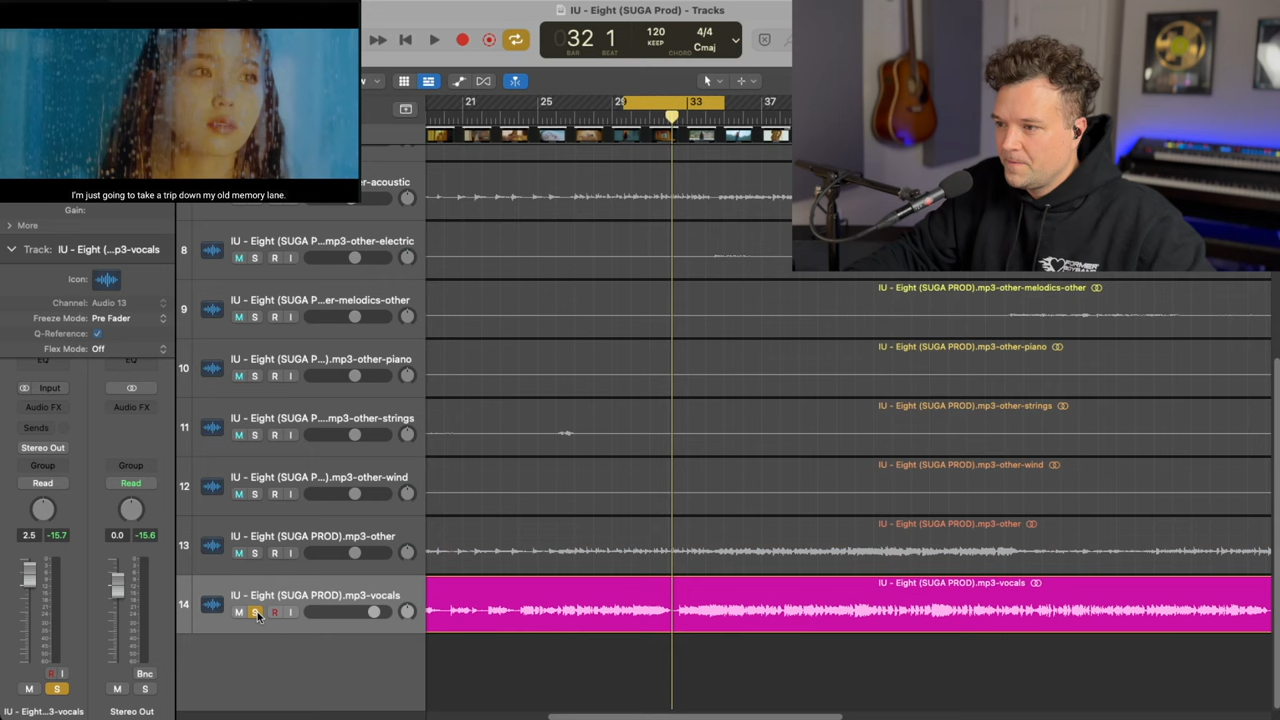 IU - Eight (SUGA Prod) - Tracks
32 1
BAR BEAT
120
KEEP
4/4
Cmaj
CHORD
21 25 29 33 37
I'm just going to take a trip down my old memory lane.
Gain:
More
Track: IU - Eight (...p3-vocals
Icon:
Channel: Audio 13
Freeze Mode: Pre Fader
Q-Reference:
Flex Mode: Off
EQ EQ
Input
Audio FX Audio FX
Sends
Stereo Out
Group Group
Read Read
2.5 -15.7 0.0 -15.6
R I Bnc
M S M S
IU - Eight...3-vocals Stereo Out
er-acoustic
8 IU - Eight (SUGA P...mp3-other-electric
M S R I
9 IU - Eight (SUGA P...er-melodics-other
M S R I
IU - Eight (SUGA PROD).mp3-other-melodics-other
10 IU - Eight (SUGA P...).mp3-other-piano
M S R I
IU - Eight (SUGA PROD).mp3-other-piano
11 IU - Eight (SUGA P....mp3-other-strings
M S R I
IU - Eight (SUGA PROD).mp3-other-strings
12 IU - Eight (SUGA P...).mp3-other-wind
M S R I
IU - Eight (SUGA PROD).mp3-other-wind
13 IU - Eight (SUGA PROD).mp3-other
M S R I
IU - Eight (SUGA PROD).mp3-other
14 IU - Eight (SUGA PROD).mp3-vocals
M S R I
IU - Eight (SUGA PROD).mp3-vocals
FORMER
BOYBAND